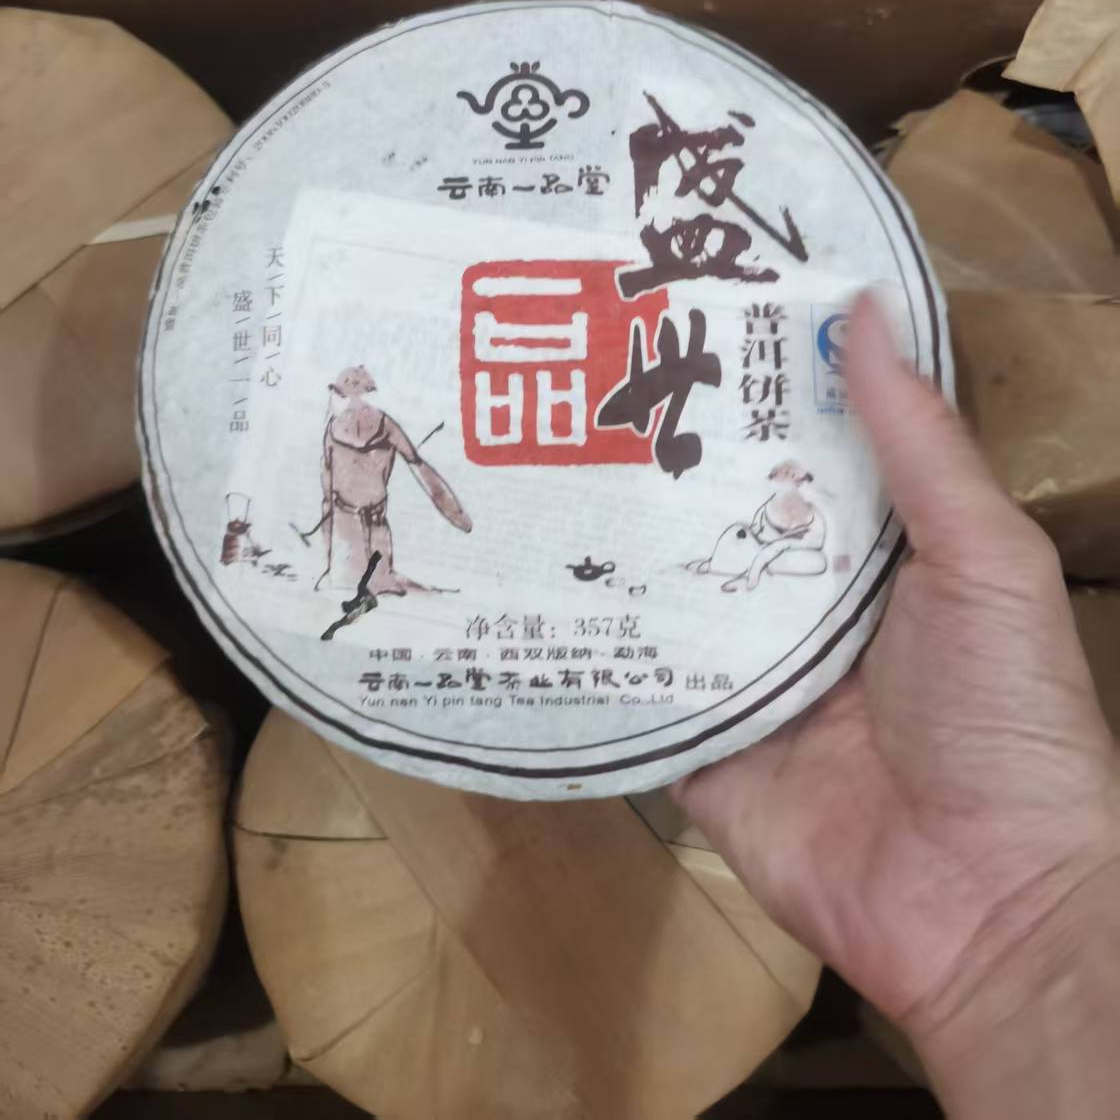 YUN NAN YI PIN TANG
云南一品堂
盛世
一品
普洱饼茶
天下同心
盛世一品
净含量：357克
中国·云南·西双版纳·勐海
云南一品堂茶业有限公司 出品
Yun nan Yi pin tang Tea Industrial Co.,Ltd